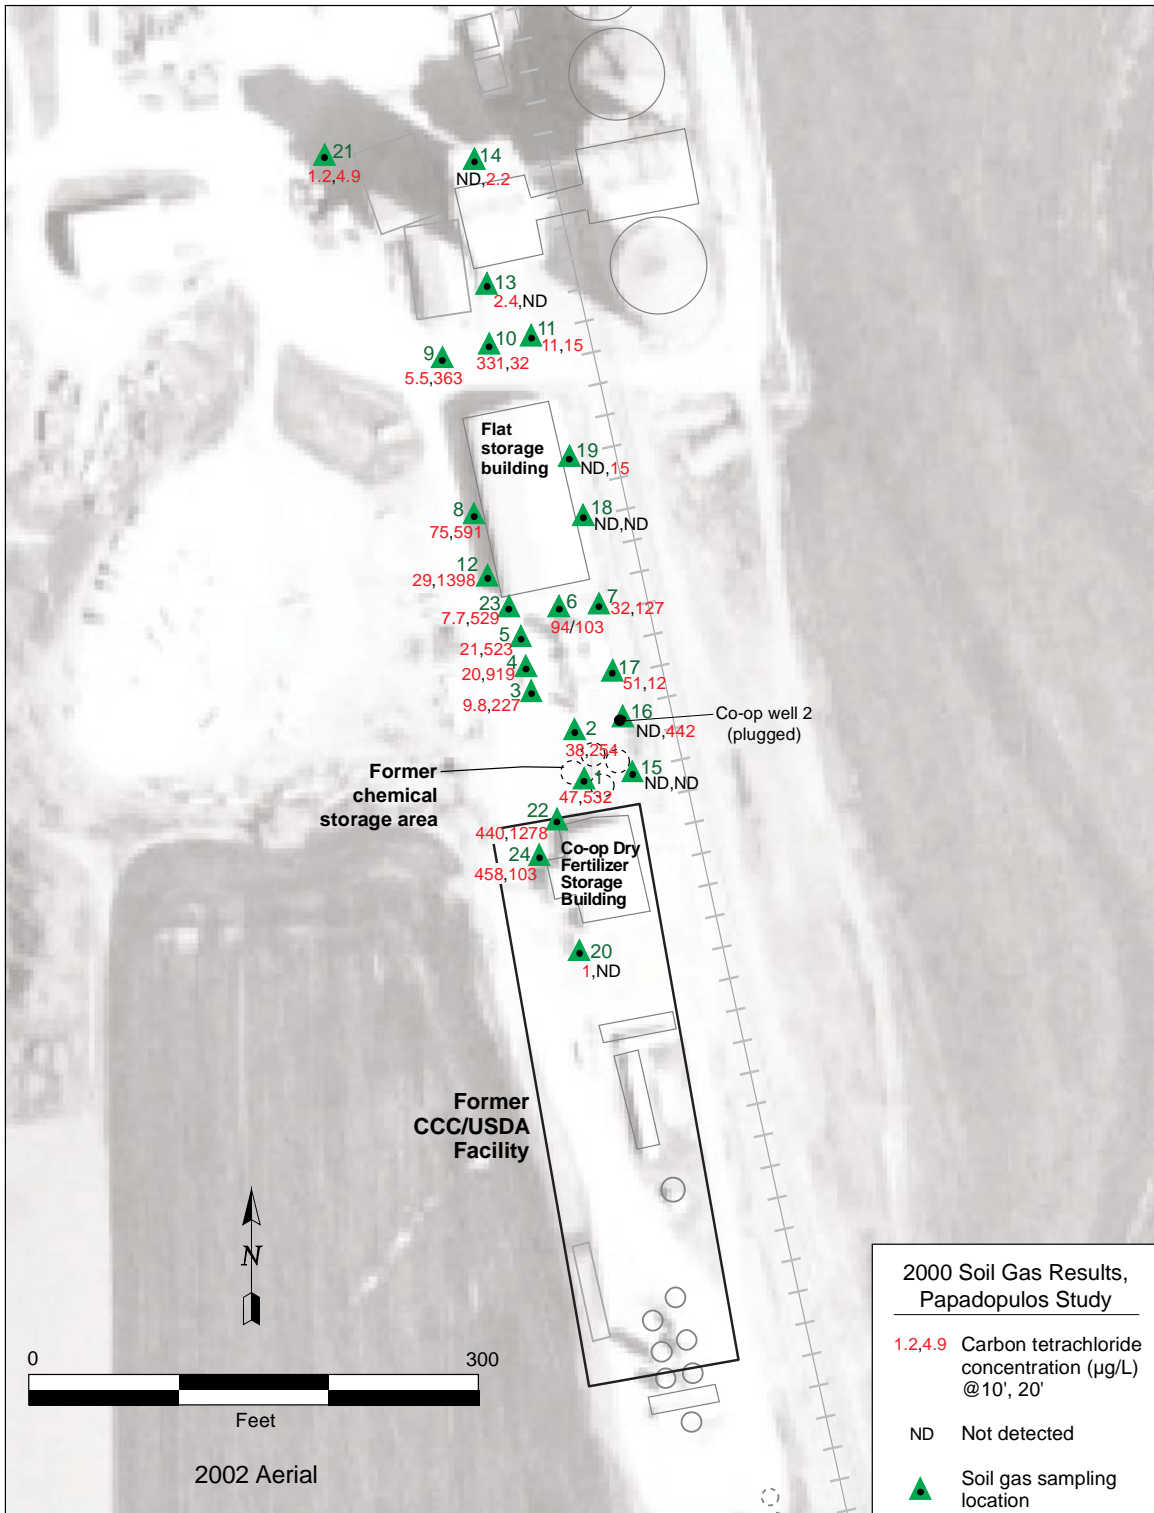 21
1.2,4.9
14
ND,2.2
13
2.4,ND
11
11,15
10
331,32
9
5.5,363
Flat
storage
building
19
ND,15
8
75,591
18
ND,ND
12
29,1398
23
7.7,529
6
94/103
7
32,127
5
21,523
4
20,919
17
51,12
3
9.8,227
16
ND,442
Co-op well 2
(plugged)
2
38,254
Former
chemical
storage area
1
47,532
15
ND,ND
22
440,1278
24
458,103
Co-op Dry
Fertilizer
Storage
Building
20
1,ND
Former
CCC/USDA
Facility
N
0
300
Feet
2002 Aerial
2000 Soil Gas Results,
Papadopulos Study
1.2,4.9 Carbon tetrachloride
concentration (µg/L)
@10', 20'
ND Not detected
Soil gas sampling
location